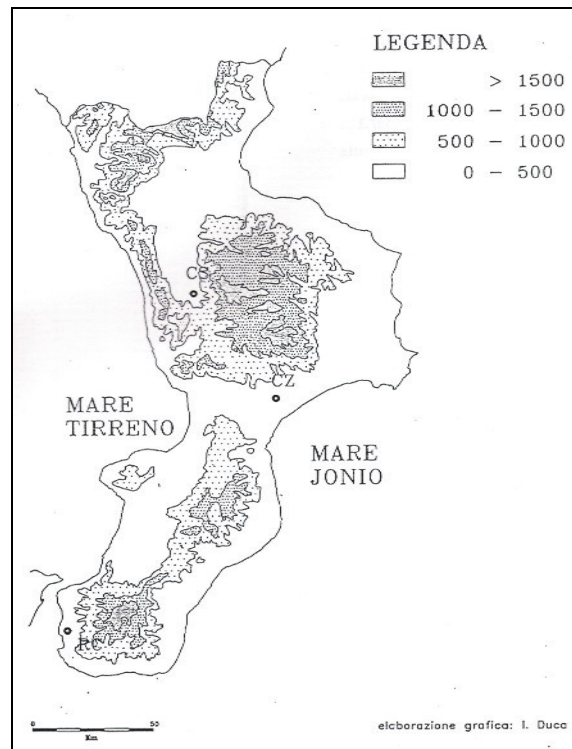 LEGENDA
> 1500
1000 - 1500
500 - 1000
0 - 500
CS
CZ
MARE
TIRRENO
MARE
JONIO
RC
0 50
Km
elaborazione grafica: I. Duca